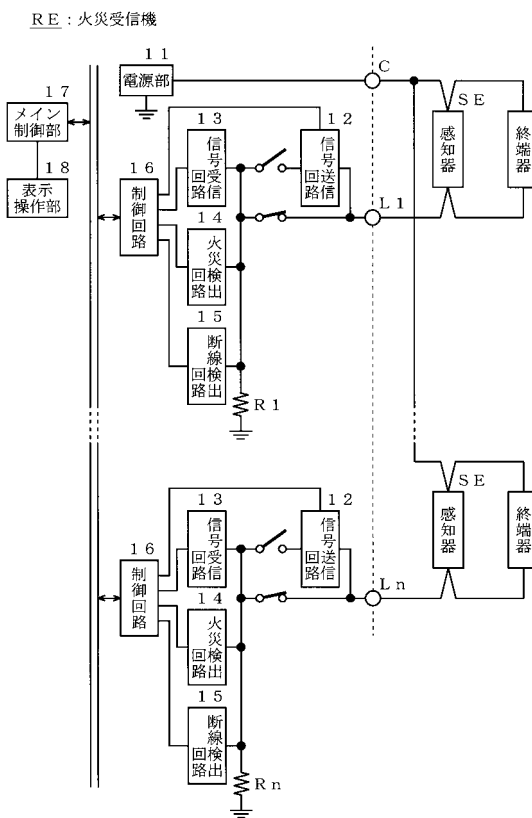 ＲＥ：火災受信機
１１
電源部
Ｃ
１７
メイン
制御部
１８
表示
操作部
１６
制御回路
１３
信号受信
回路
１２
信号送信
回路
ＳＥ
感知器
終端器
Ｌ１
１４
火災検出
回路
１５
断線検出
回路
Ｒ１
１６
制御回路
１３
信号受信
回路
１２
信号送信
回路
ＳＥ
感知器
終端器
Ｌｎ
１４
火災検出
回路
１５
断線検出
回路
Ｒｎ